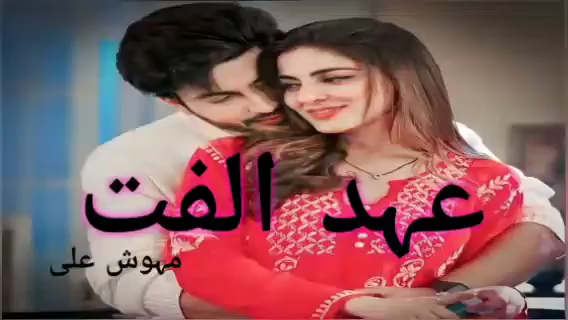 عہد الفت
مہوش علی